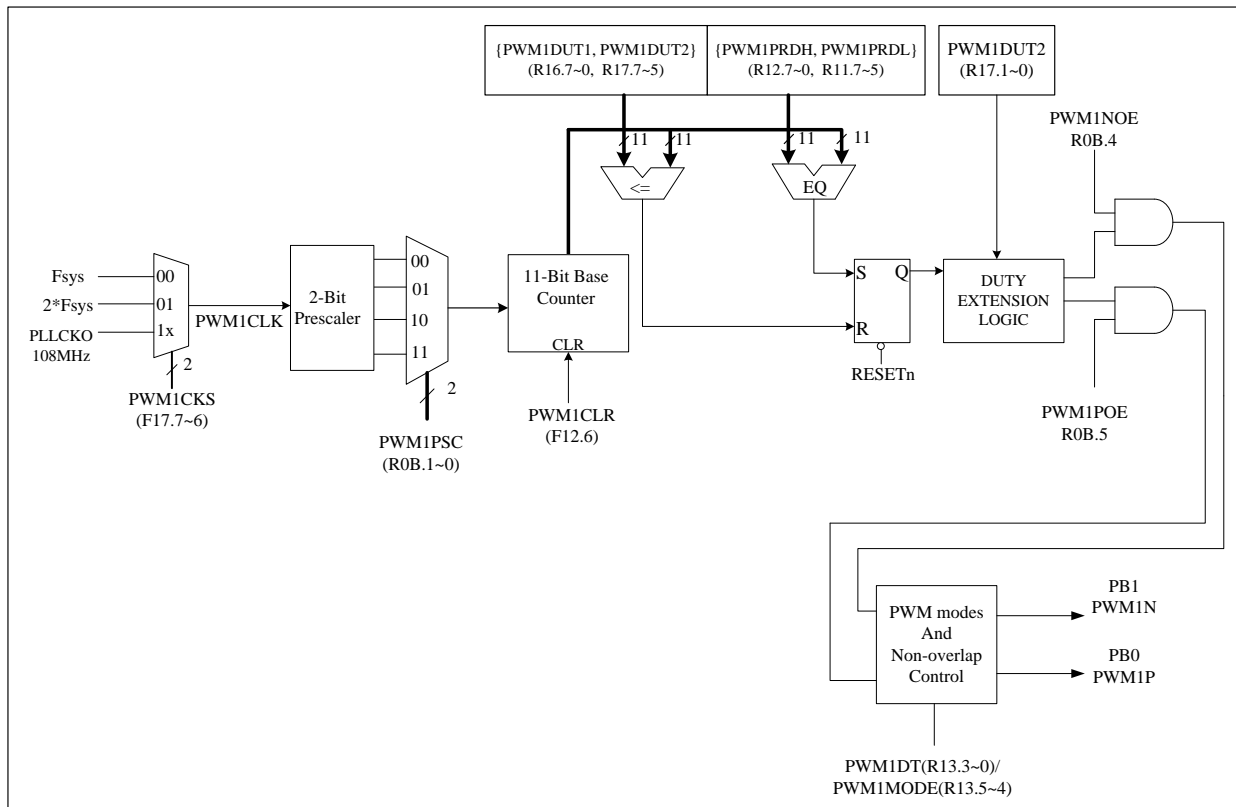 {PWM1DUT1, PWM1DUT2}
(R16.7~0, R17.7~5)
{PWM1PRDH, PWM1PRDL}
(R12.7~0, R11.7~5)
PWM1DUT2
(R17.1~0)
11
11
11
11
<=
EQ
PWM1NOE
R0B.4
Fsys
2*Fsys
PLLCKO
108MHz
00
01
1x
PWM1CLK
2
PWM1CKS
(F17.7~6)
2-Bit
Prescaler
00
01
10
11
2
PWM1PSC
(R0B.1~0)
11-Bit Base
Counter
CLR
PWM1CLR
(F12.6)
S
Q
R
RESETn
DUTY
EXTENSION
LOGIC
PWM1POE
R0B.5
PWM modes
And
Non-overlap
Control
PB1
PWM1N
PB0
PWM1P
PWM1DT(R13.3~0)/
PWM1MODE(R13.5~4)